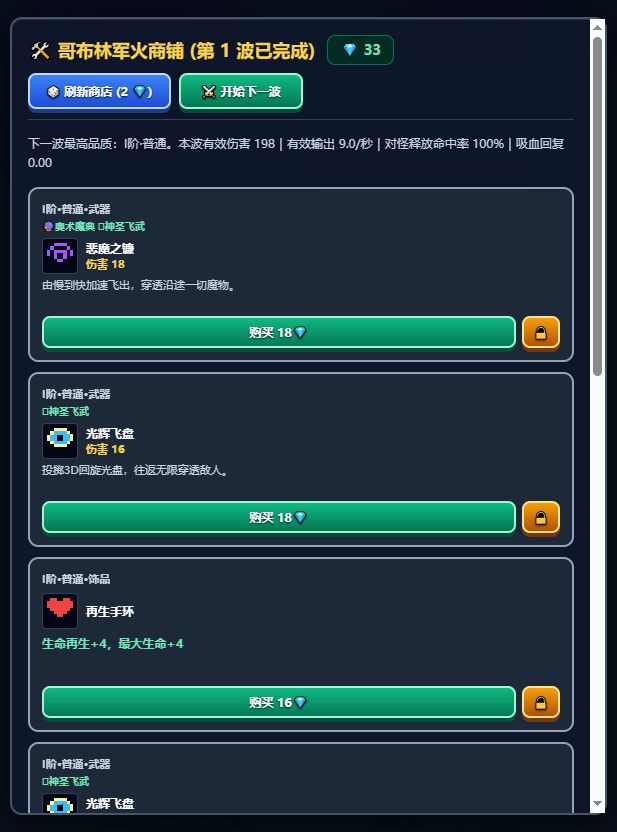 哥布林军火商铺 (第 1 波已完成) 33
刷新商店 (2 ) 开始下一波
下一波最高品质：I阶·普通。本波有效伤害 198 | 有效输出 9.0/秒 | 对怪释放命中率 100% | 吸血回复
0.00
I阶·普通·武器
奥术魔典 神圣飞武
恶魔之镰
伤害 18
由慢到快加速飞出，穿透沿途一切魔物。
购买 18
I阶·普通·武器
神圣飞武
光辉飞盘
伤害 16
投掷3D回旋光盘，往返无限穿透敌人。
购买 18
I阶·普通·饰品
再生手环
生命再生+4，最大生命+4
购买 16
I阶·普通·武器
神圣飞武
光辉飞盘